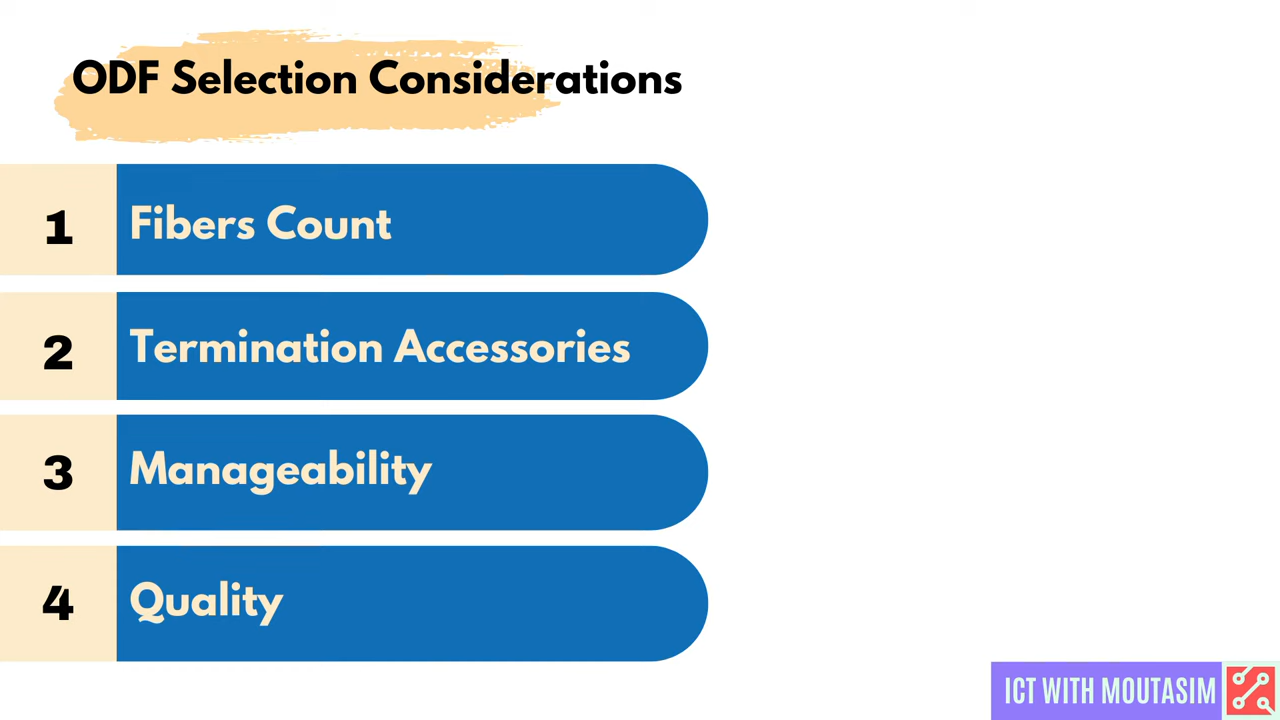 ODF Selection Considerations
1 Fibers Count
2 Termination Accessories
3 Manageability
4 Quality
ICT WITH MOUTASIM